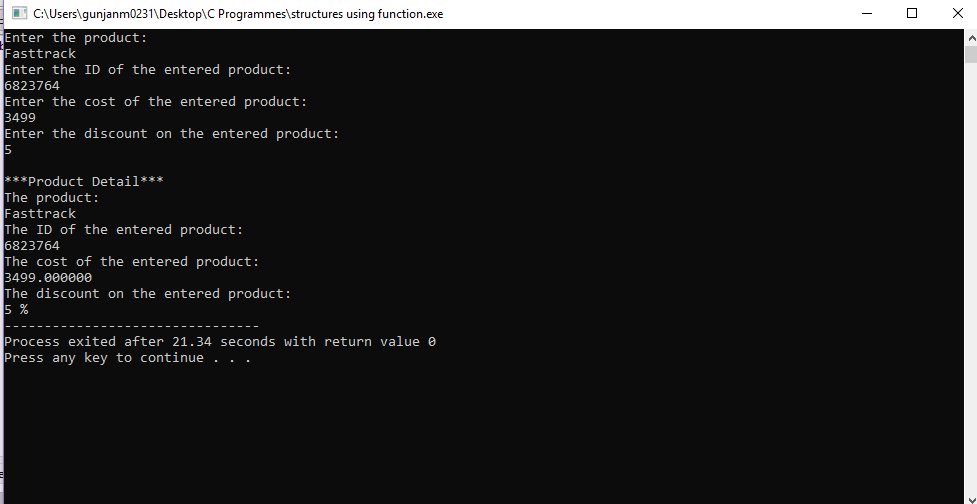 C:\Users\gunjanm0231\Desktop\C Programmes\structures using function.exe
Enter the product:
Fasttrack
Enter the ID of the entered product:
6823764
Enter the cost of the entered product:
3499
Enter the discount on the entered product:
5
***Product Detail***
The product:
Fasttrack
The ID of the entered product:
6823764
The cost of the entered product:
3499.000000
The discount on the entered product:
5 %
--------------------------------
Process exited after 21.34 seconds with return value 0
Press any key to continue . . .